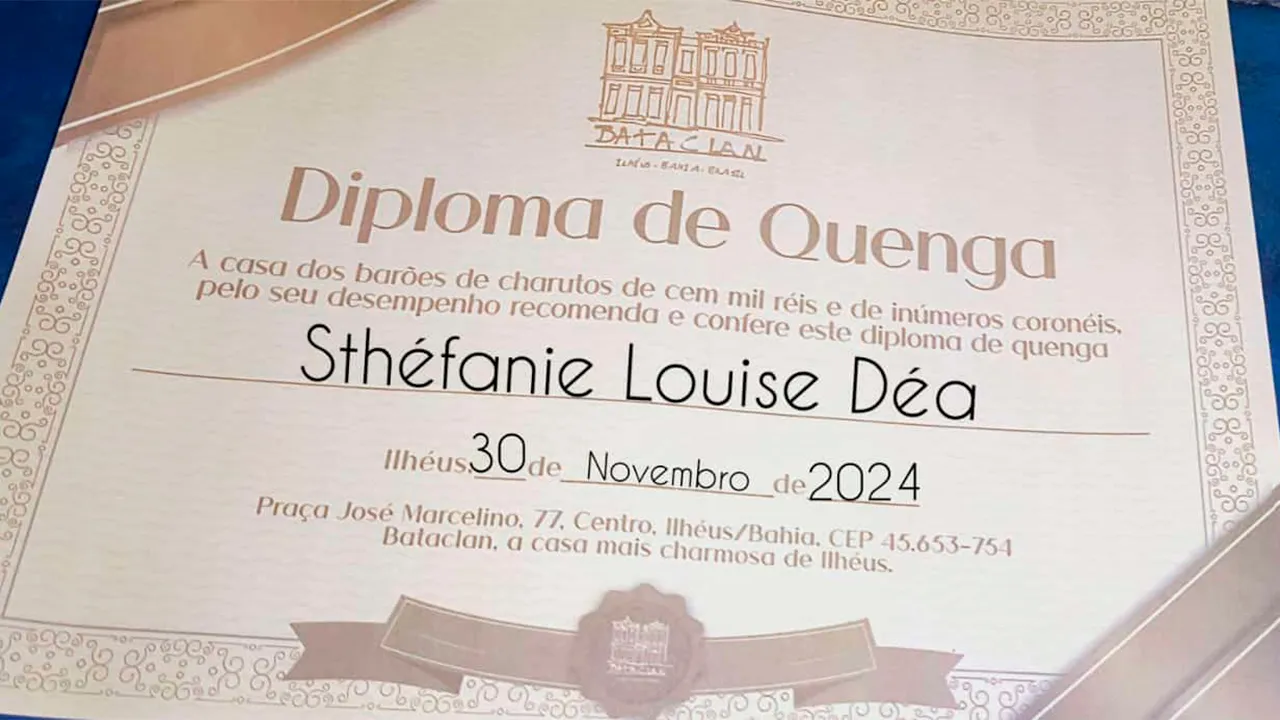 BATACLAN
ILHÉUS - BAHIA - BRASIL
Diploma de Quenga
A casa dos barões de charutos de cem mil réis e de inúmeros coronéis,
pelo seu desempenho recomenda e confere este diploma de quenga
Sthéfanie Louise Déa
Ilhéus, 30 de Novembro de 2024
Praça José Marcelino, 77, Centro, Ilhéus/Bahia, CEP 45.653-754
Bataclan, a casa mais charmosa de Ilhéus.
BATACLAN